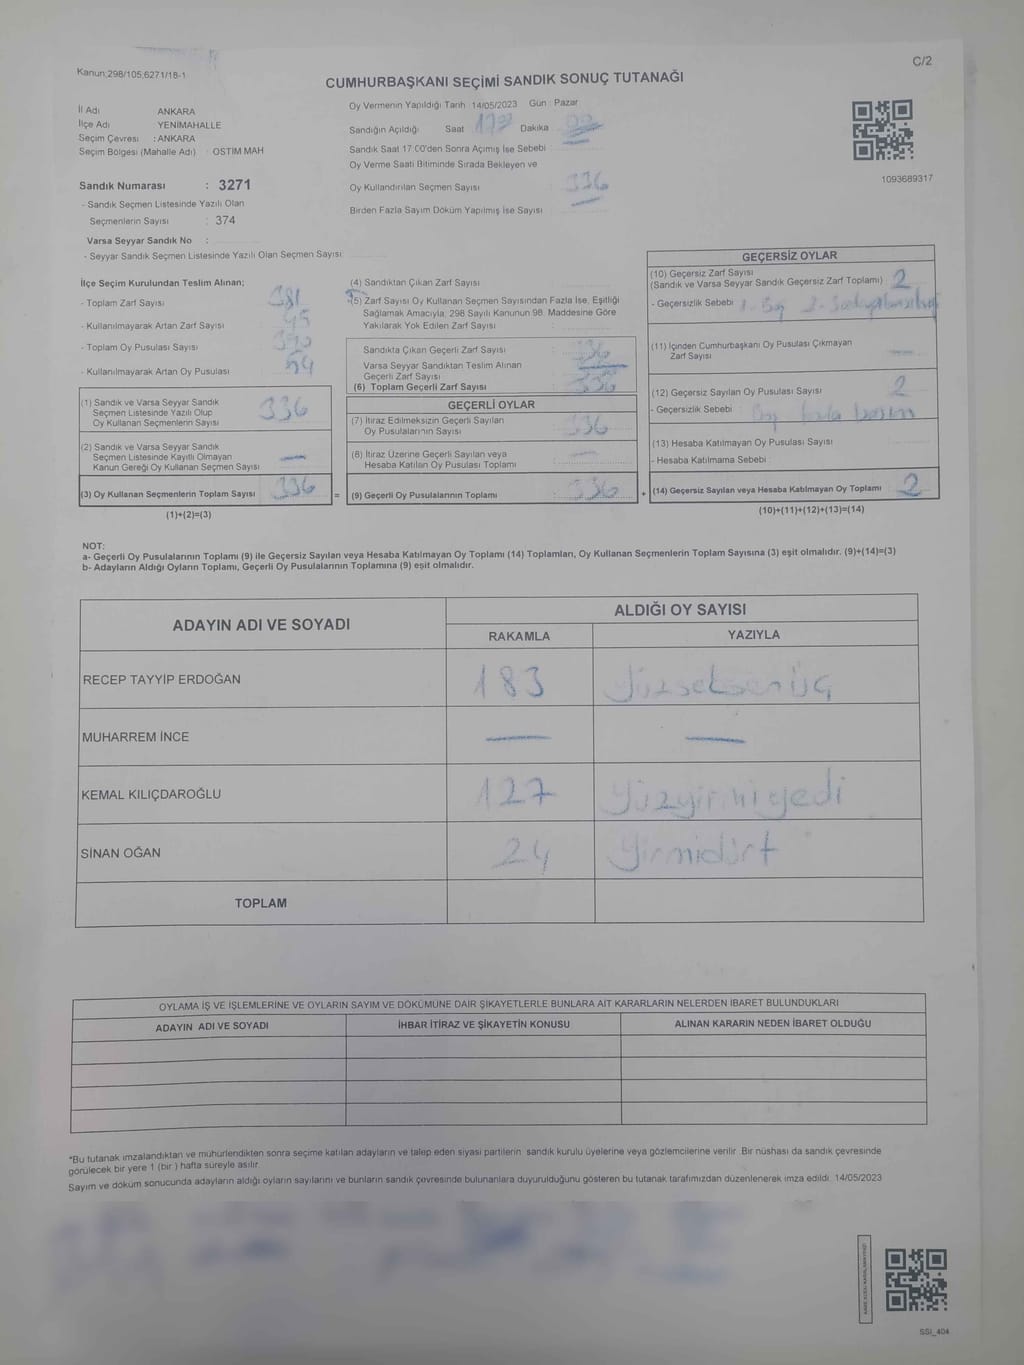 Kanun;298/105;6271/18-1
C/2
CUMHURBAŞKANI SEÇİMİ SANDIK SONUÇ TUTANAĞI
İl Adı ANKARA
İlçe Adı YENİMAHALLE
Seçim Çevresi : ANKARA
Seçim Bölgesi (Mahalle Adı) : OSTİM MAH
Sandık Numarası : 3271
- Sandık Seçmen Listesinde Yazılı Olan
Seçmenlerin Sayısı : 374
Varsa Seyyar Sandık No :
- Seyyar Sandık Seçmen Listesinde Yazılı Olan Seçmen Sayısı:
Oy Vermenin Yapıldığı Tarih 14/05/2023 Gün : Pazar
Sandığın Açıldığı Saat Dakika
Sandık Saat 17:00'den Sonra Açımış İse Sebebi
Oy Verme Saati Bitiminde Sırada Bekleyen ve
Oy Kullandırılan Seçmen Sayısı : 336
Birden Fazla Sayım Döküm Yapılmış İse Sayısı :
1093689317
İlçe Seçim Kurulundan Teslim Alınan;
- Toplam Zarf Sayısı 381
- Kullanılmayarak Artan Zarf Sayısı : 45
- Toplam Oy Pusulası Sayısı 390
- Kullanılmayarak Artan Oy Pusulası 54
(1) Sandık ve Varsa Seyyar Sandık
Seçmen Listesinde Yazılı Olup
Oy Kullanan Seçmenlerin Sayısı 336
(2) Sandık ve Varsa Seyyar Sandık
Seçmen Listesinde Kayıtlı Olmayan
Kanun Gereği Oy Kullanan Seçmen Sayısı —
(3) Oy Kullanan Seçmenlerin Toplam Sayısı 336 =
(1)+(2)=(3)
(4) Sandıktan Çıkan Zarf Sayısı
(5) Zarf Sayısı Oy Kullanan Seçmen Sayısından Fazla İse, Eşitliği
Sağlamak Amacıyla, 298 Sayılı Kanunun 98. Maddesine Göre
Yakılarak Yok Edilen Zarf Sayısı :
Sandıkta Çıkan Geçerli Zarf Sayısı : 336
Varsa Seyyar Sandıktan Teslim Alınan
Geçerli Zarf Sayısı —
(6) Toplam Geçerli Zarf Sayısı : 336
GEÇERLİ OYLAR
(7) İtiraz Edilmeksizin Geçerli Sayılan
Oy Pusulalarının Sayısı : 336
(8) İtiraz Üzerine Geçerli Sayılan veya
Hesaba Katılan Oy Pusulası Toplamı : —
(9) Geçerli Oy Pusulalarının Toplamı : 336 +
GEÇERSİZ OYLAR
(10) Geçersiz Zarf Sayısı
(Sandık ve Varsa Seyyar Sandık Geçersiz Zarf Toplamı) 2
- Geçersizlik Sebebi : 1-Boş 2-
(11) İçinden Cumhurbaşkanı Oy Pusulası Çıkmayan
Zarf Sayısı —
(12) Geçersiz Sayılan Oy Pusulası Sayısı 2
- Geçersizlik Sebebi : Boş fazla basım
(13) Hesaba Katılmayan Oy Pusulası Sayısı
- Hesaba Katılmama Sebebi
(14) Geçersiz Sayılan veya Hesaba Katılmayan Oy Toplamı : 2
(10)+(11)+(12)+(13)=(14)
NOT:
a- Geçerli Oy Pusulalarının Toplamı (9) ile Geçersiz Sayılan veya Hesaba Katılmayan Oy Toplamı (14) Toplamları, Oy Kullanan Seçmenlerin Toplam Sayısına (3) eşit olmalıdır. (9)+(14)=(3)
b- Adayların Aldığı Oyların Toplamı, Geçerli Oy Pusulalarının Toplamına (9) eşit olmalıdır.
ADAYIN ADI VE SOYADI ALDIĞI OY SAYISI
RAKAMLA YAZIYLA
RECEP TAYYİP ERDOĞAN 183 Yüzseksenüç
MUHARREM İNCE — —
KEMAL KILIÇDAROĞLU 127 Yüzyirmiyedi
SİNAN OĞAN 24 Yirmidört
TOPLAM
OYLAMA İŞ VE İŞLEMLERİNE VE OYLARIN SAYIM VE DÖKÜMÜNE DAİR ŞİKAYETLERLE BUNLARA AİT KARARLARIN NELERDEN İBARET BULUNDUKLARI
ADAYIN ADI VE SOYADI İHBAR İTİRAZ VE ŞİKAYETİN KONUSU ALINAN KARARIN NEDEN İBARET OLDUĞU
*Bu tutanak imzalandıktan ve mühürlendikten sonra seçime katılan adayların ve talep eden siyasi partilerin sandık kurulu üyelerine veya gözlemcilerine verilir. Bir nüshası da sandık çevresinde
görülecek bir yere 1 (bir ) hafta süreyle asılır.
Sayım ve döküm sonucunda adayların aldığı oyların sayılarını ve bunların sandık çevresinde bulunanlara duyurulduğunu gösteren bu tutanak tarafımızdan düzenlenerek imza edildi. 14/05/2023
SSI_404